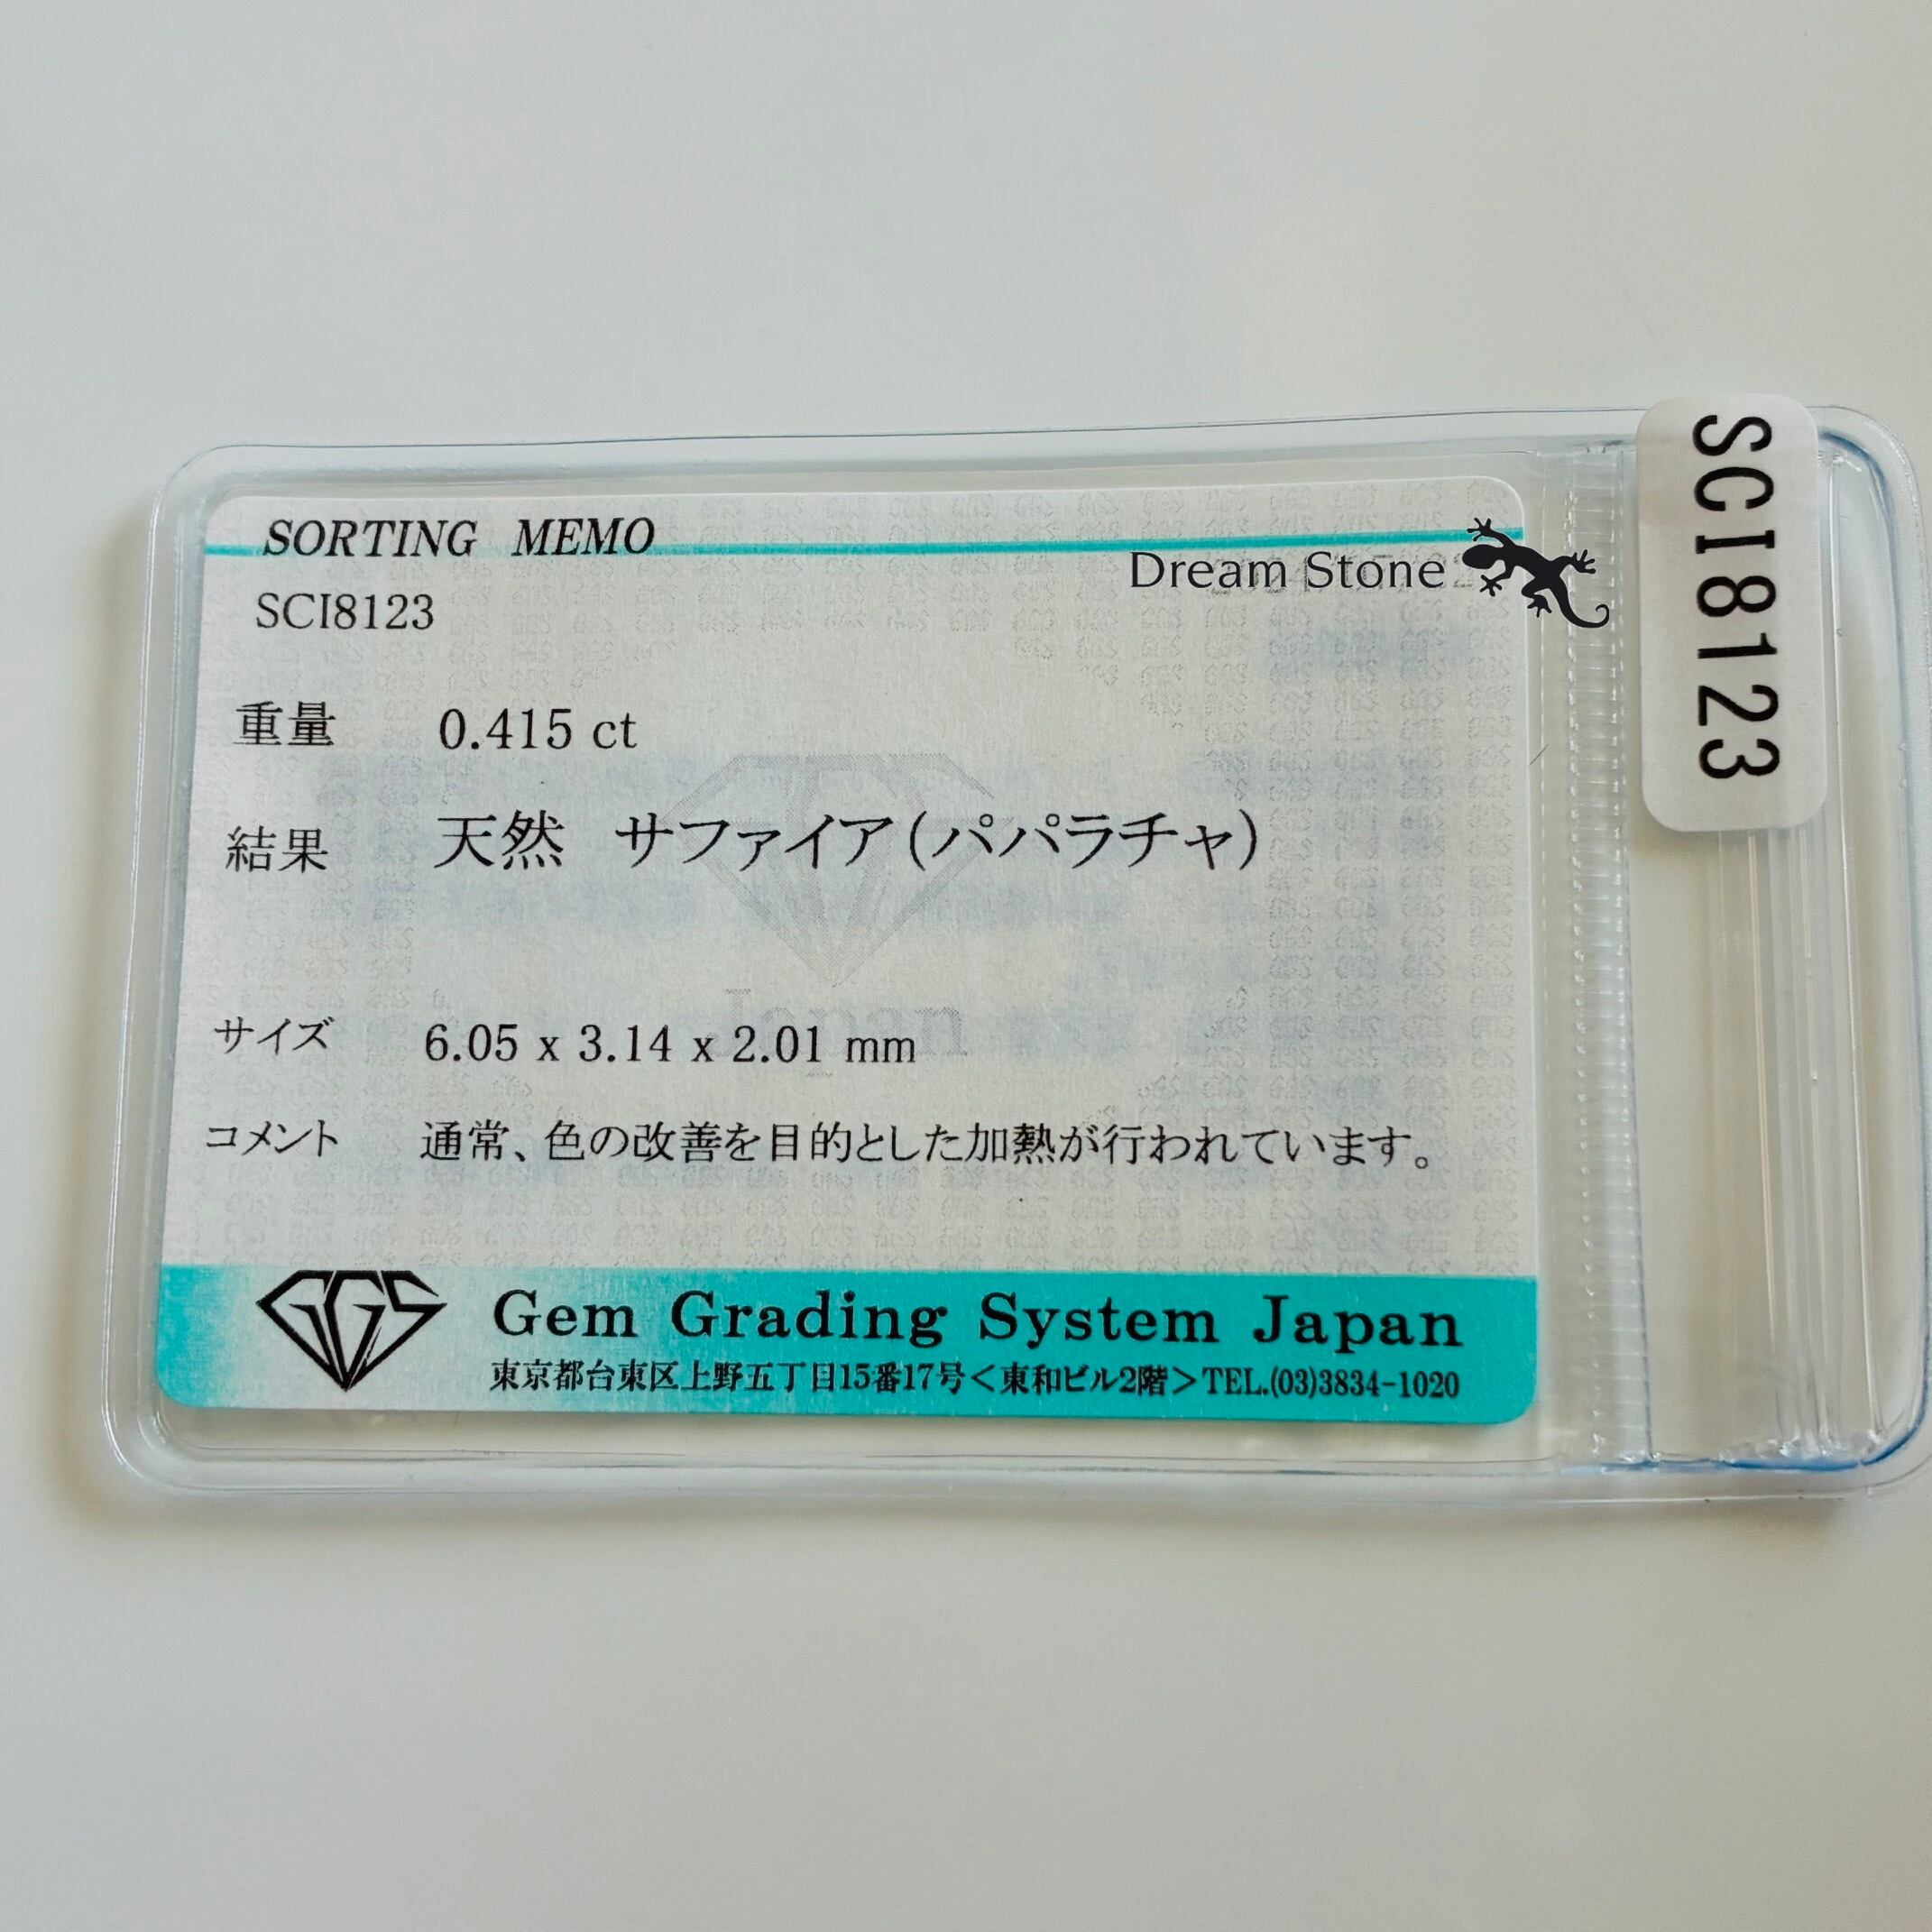 SORTING MEMO
Dream Stone
SCI8123
重量 0.415 ct
結果 天然 サファイア(パパラチャ)
サイズ 6.05 x 3.14 x 2.01 mm
コメント 通常、色の改善を目的とした加熱が行われています。
GGS
Gem Grading System Japan
東京都台東区上野五丁目15番17号<東和ビル2階>TEL.(03)3834-1020
SCI8123
Japan